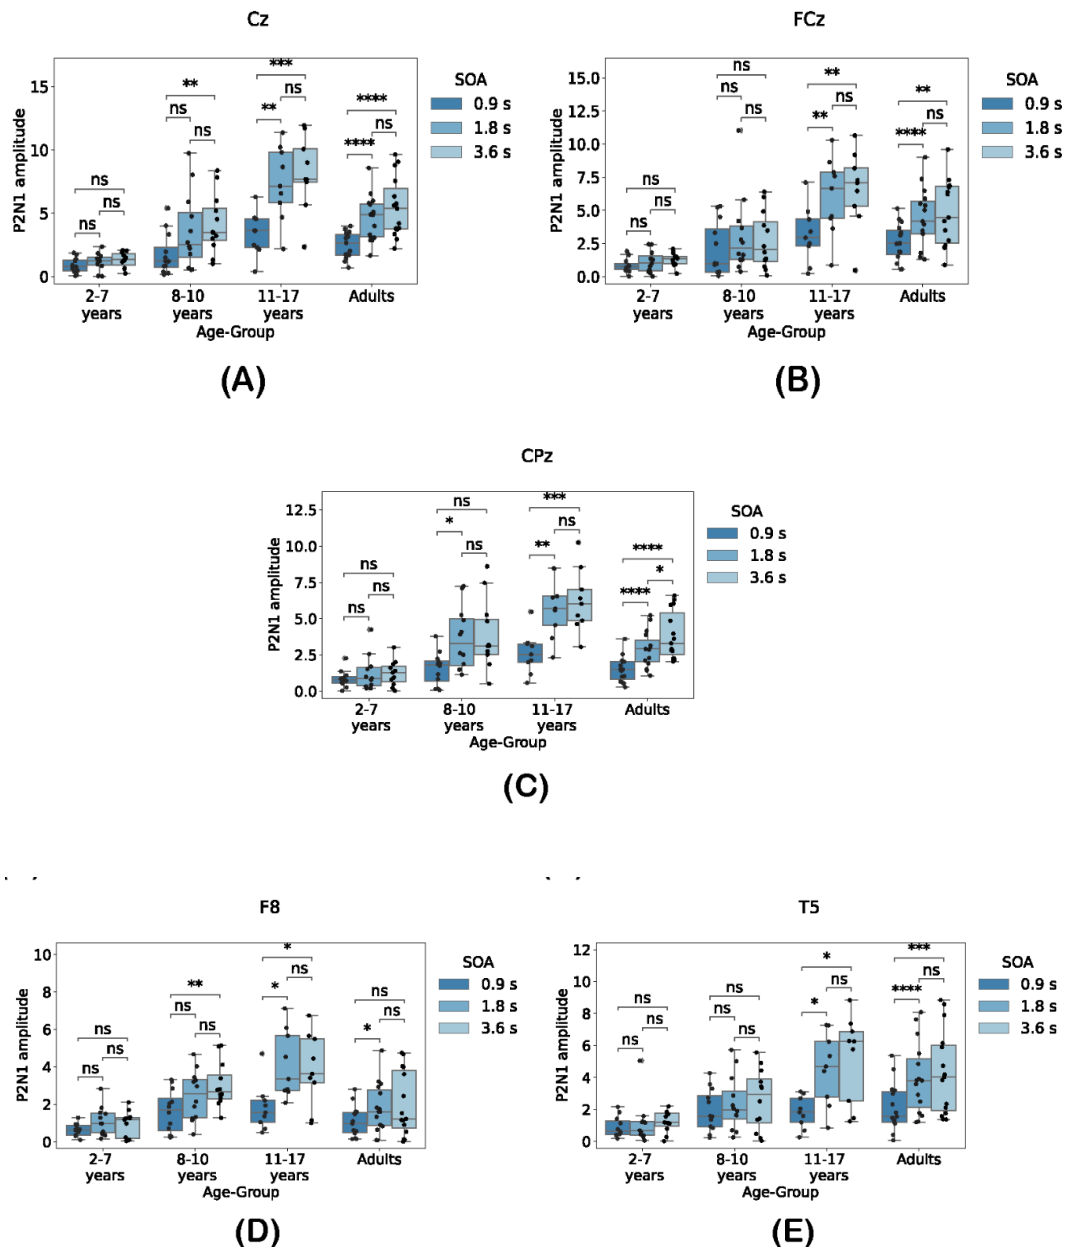 Cz
P2N1 amplitude
15
10
5
0
ns
ns
ns
**
ns
ns
***
**
ns
****
****
ns
SOA
0.9 s
1.8 s
3.6 s
2-7 years
8-10 years
11-17 years
Adults
Age-Group
(A)
FCz
P2N1 amplitude
15.0
12.5
10.0
7.5
5.0
2.5
0.0
ns
ns
ns
ns
ns
ns
**
**
ns
**
****
ns
SOA
0.9 s
1.8 s
3.6 s
2-7 years
8-10 years
11-17 years
Adults
Age-Group
(B)
CPz
P2N1 amplitude
12.5
10.0
7.5
5.0
2.5
0.0
ns
ns
ns
ns
*
ns
***
**
ns
****
****
*
SOA
0.9 s
1.8 s
3.6 s
2-7 years
8-10 years
11-17 years
Adults
Age-Group
(C)
F8
P2N1 amplitude
10
8
6
4
2
0
ns
ns
ns
**
ns
ns
*
*
ns
ns
*
ns
SOA
0.9 s
1.8 s
3.6 s
2-7 years
8-10 years
11-17 years
Adults
Age-Group
(D)
T5
P2N1 amplitude
12
10
8
6
4
2
0
ns
ns
ns
ns
ns
ns
*
*
ns
***
****
ns
SOA
0.9 s
1.8 s
3.6 s
2-7 years
8-10 years
11-17 years
Adults
Age-Group
(E)